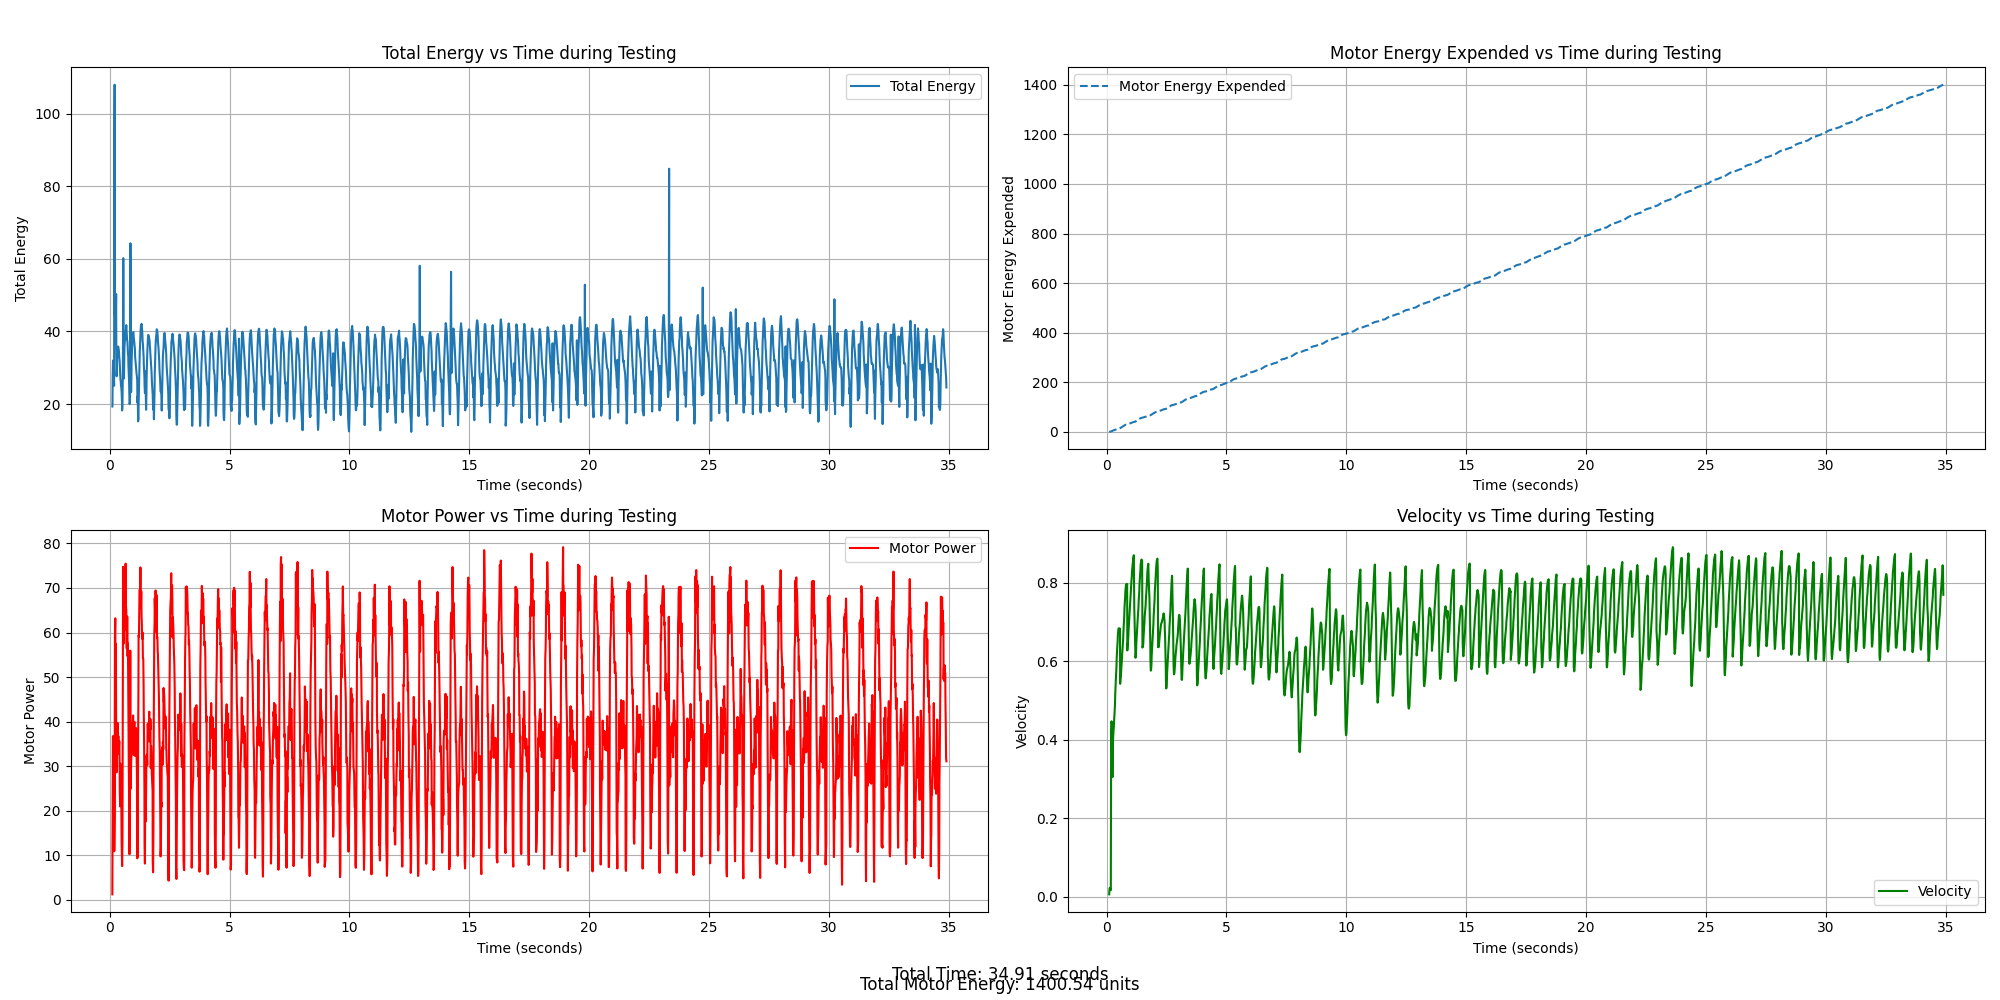 Total Energy vs Time during Testing
Total Energy
100
80
60
40
20
Total Energy
0 5 10 15 20 25 30 35
Time (seconds)
Motor Energy Expended vs Time during Testing
Motor Energy Expended
1400
1200
1000
800
600
400
200
0
Motor Energy Expended
0 5 10 15 20 25 30 35
Time (seconds)
Motor Power vs Time during Testing
Motor Power
80
70
60
50
40
30
20
10
0
Motor Power
0 5 10 15 20 25 30 35
Time (seconds)
Velocity vs Time during Testing
0.8
0.6
0.4
0.2
0.0
Velocity
Velocity
0 5 10 15 20 25 30 35
Time (seconds)
Total Time: 34.91 seconds
Total Motor Energy: 1400.54 units